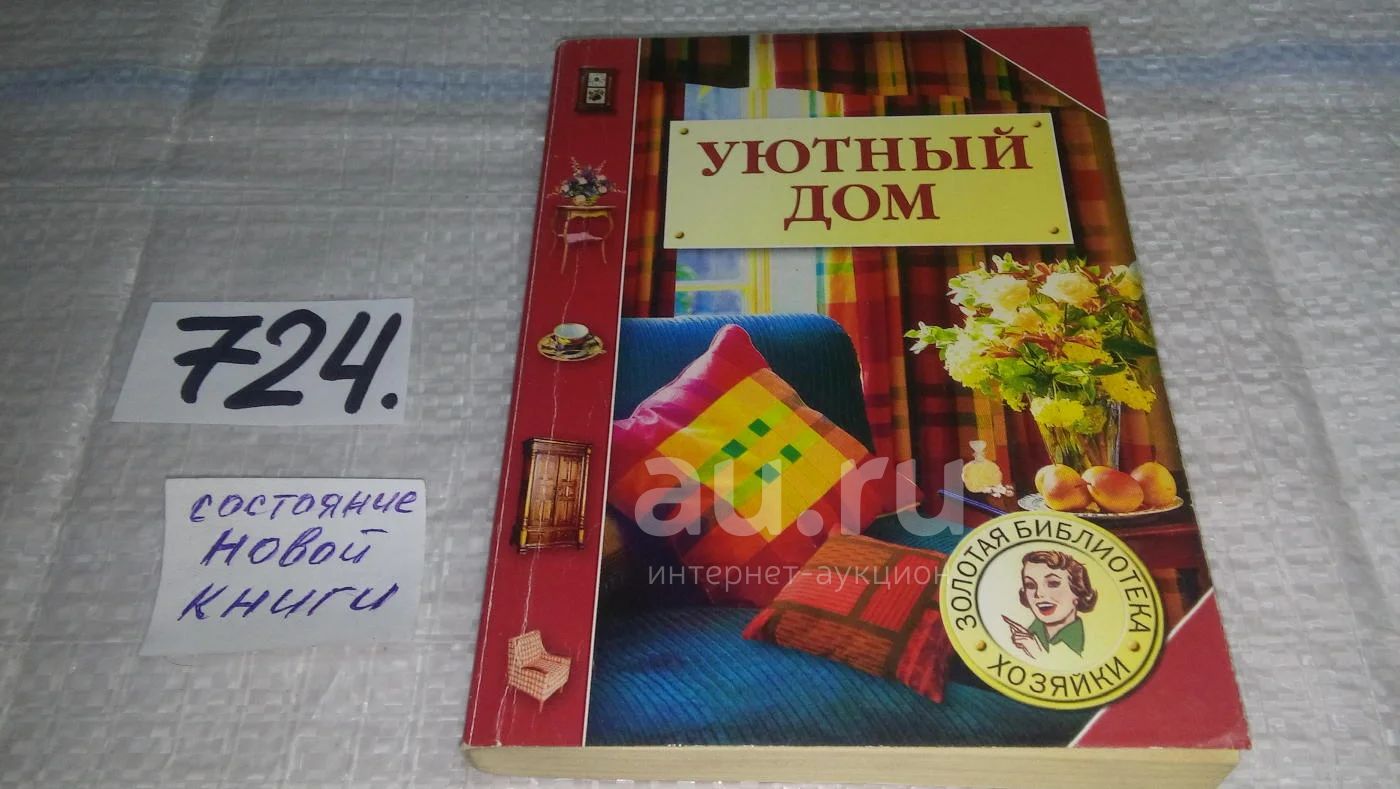 УЮТНЫЙ
ДОМ
724.
состояние
новой
книги
au.ru
интернет-аукцион
ЗОЛОТАЯ БИБЛИОТЕКА
• ХОЗЯЙКИ •